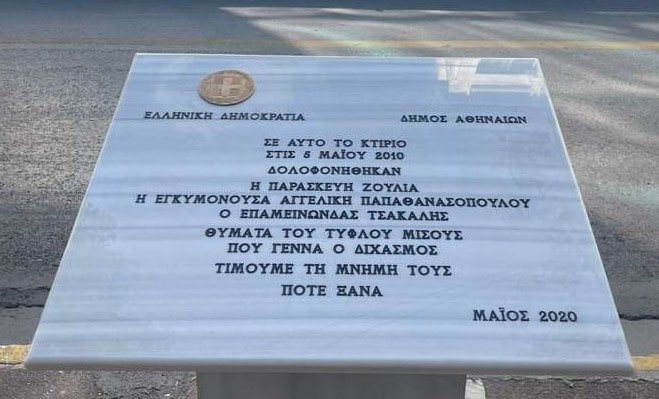 ΕΛΛΗΝΙΚΗ ΔΗΜΟΚΡΑΤΙΑ
ΔΗΜΟΣ ΑΘΗΝΑΙΩΝ
ΣΕ ΑΥΤΟ ΤΟ ΚΤΙΡΙΟ
ΣΤΙΣ 5 ΜΑΪΟΥ 2010
ΔΟΛΟΦΟΝΗΘΗΚΑΝ
Η ΠΑΡΑΣΚΕΥΗ ΖΟΥΛΙΑ
Η ΕΓΚΥΜΟΝΟΥΣΑ ΑΓΓΕΛΙΚΗ ΠΑΠΑΘΑΝΑΣΟΠΟΥΛΟΥ
Ο ΕΠΑΜΕΙΝΩΝΔΑΣ ΤΣΑΚΑΛΗΣ
ΘΥΜΑΤΑ ΤΟΥ ΤΥΦΛΟΥ ΜΙΣΟΥΣ
ΠΟΥ ΓΕΝΝΑ Ο ΔΙΧΑΣΜΟΣ
ΤΙΜΟΥΜΕ ΤΗ ΜΝΗΜΗ ΤΟΥΣ
ΠΟΤΕ ΞΑΝΑ
ΜΑΪΟΣ 2020